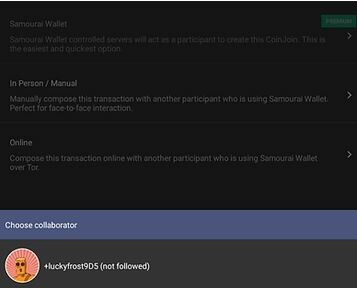 Samourai Wallet
PREMIUM
Samourai Wallet controlled servers will act as a participant to create this CoinJoin. This is
the easiest and quickest option.
In Person / Manual
Manually compose this transaction with another participant who is using Samourai Wallet.
Perfect for face-to-face interaction.
Online
Compose this transaction online with another participant who is using Samourai Wallet
over Tor.
Choose collaborator
+luckyfrost9D5 (not followed)